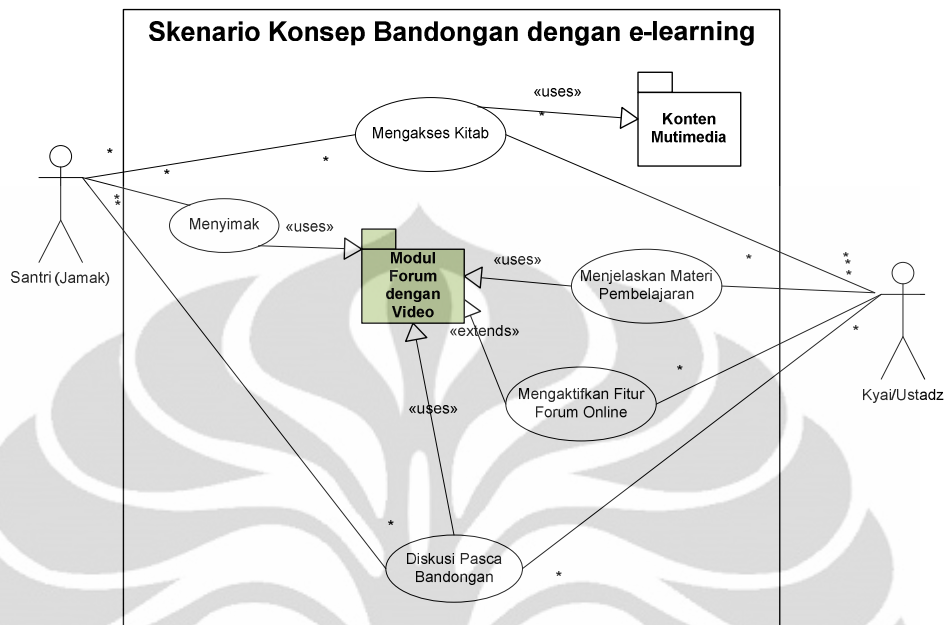 Skenario Konsep Bandongan dengan e-learning
«uses»
*
Mengakses Kitab
Konten
Mutimedia
*
*
*
*
*
Menyimak
«uses»
Santri (Jamak)
Modul
Forum
dengan
Video
«uses»
Menjelaskan Materi
Pembelajaran
*
*
*
*
«extends»
*
*
Mengaktifkan Fitur
Forum Online
Kyai/Ustadz
«uses»
*
Diskusi Pasca
Bandongan
*